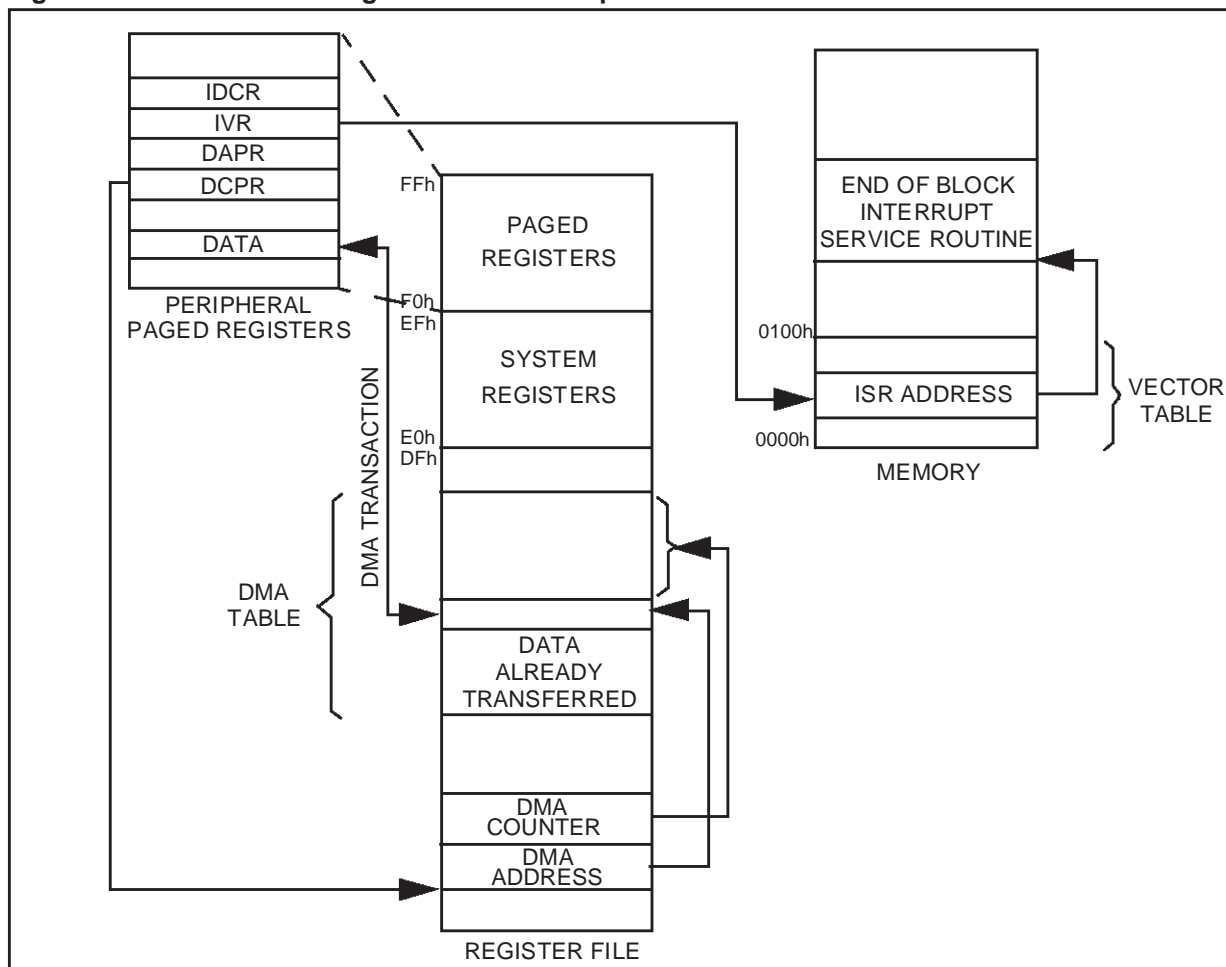 IDCR
IVR
DAPR
DCPR
DATA
PERIPHERAL
PAGED REGISTERS
FFh
PAGED
REGISTERS
F0h
EFh
SYSTEM
REGISTERS
E0h
DFh
DMA TRANSACTION
DMA
TABLE
DATA
ALREADY
TRANSFERRED
DMA
COUNTER
DMA
ADDRESS
REGISTER FILE
END OF BLOCK
INTERRUPT
SERVICE ROUTINE
0100h
ISR ADDRESS
0000h
VECTOR
TABLE
MEMORY